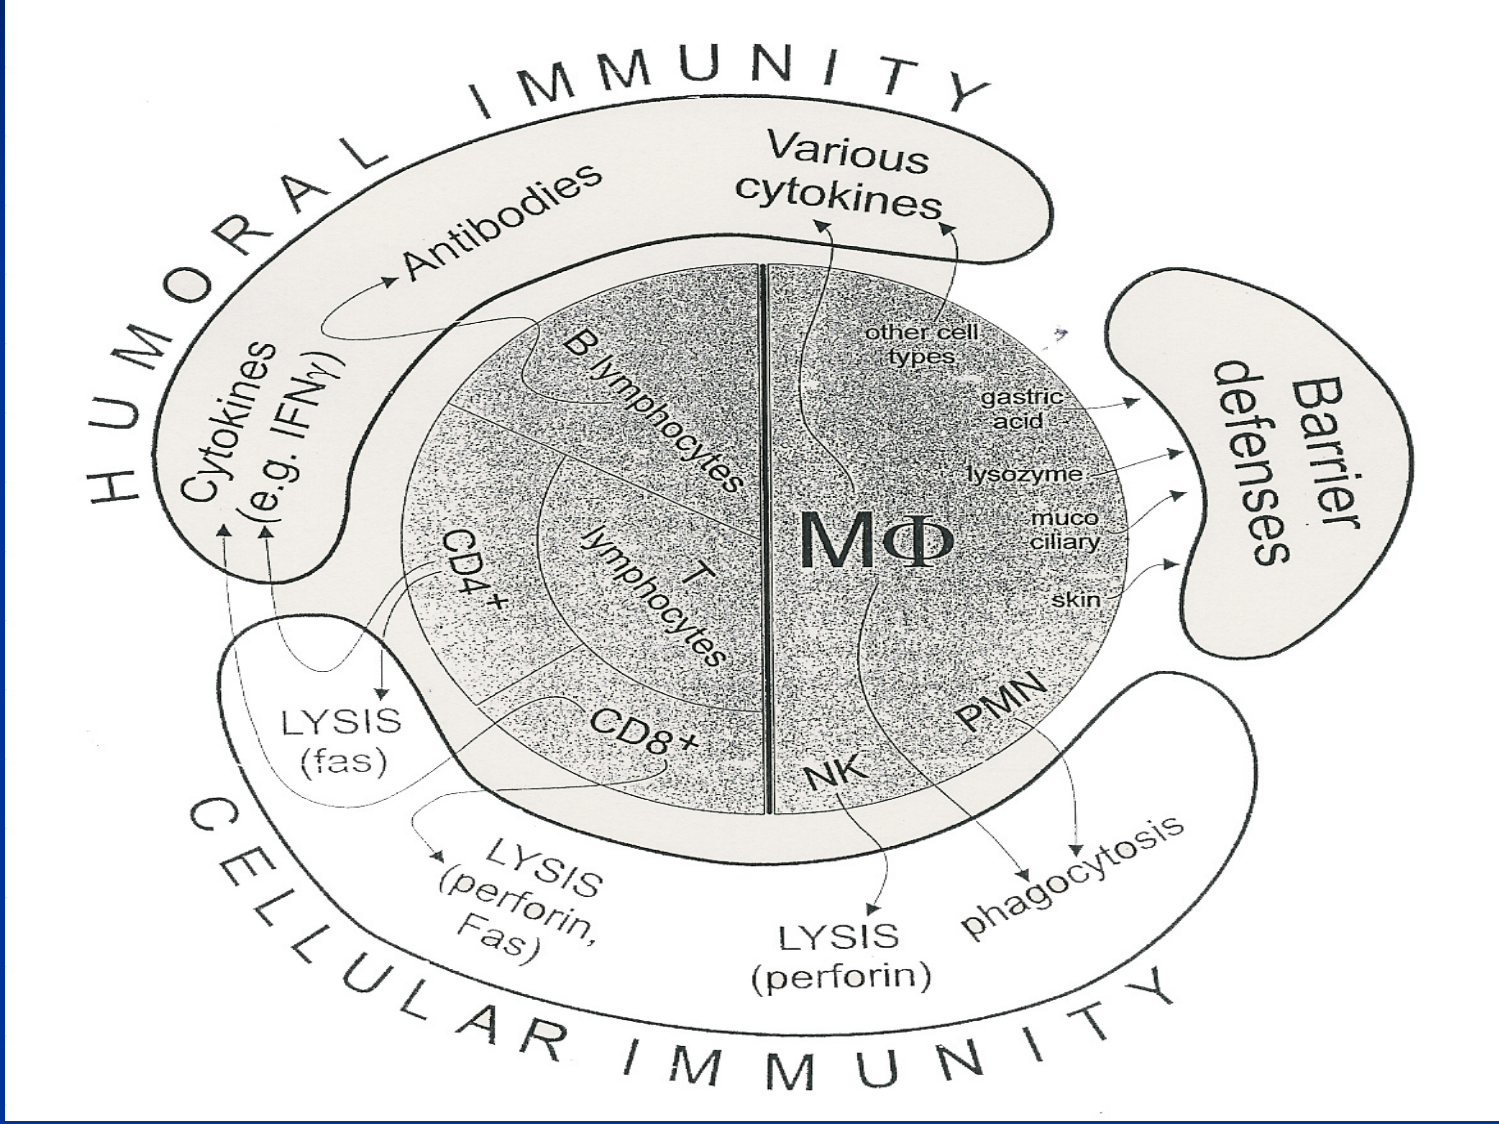 HUMORAL IMMUNITY
Various
cytokines
Antibodies
Cytokines
(e.g. IFNγ)
B lymphocytes
T
lymphocytes
CD4+
CD8+
other cell
types
gastric
acid
lysozyme
muco
ciliary
skin
MΦ
PMN
NK
Barrier
defenses
LYSIS
(fas)
LYSIS
(perforin,
Fas)
LYSIS
(perforin)
phagocytosis
CELLULAR IMMUNITY